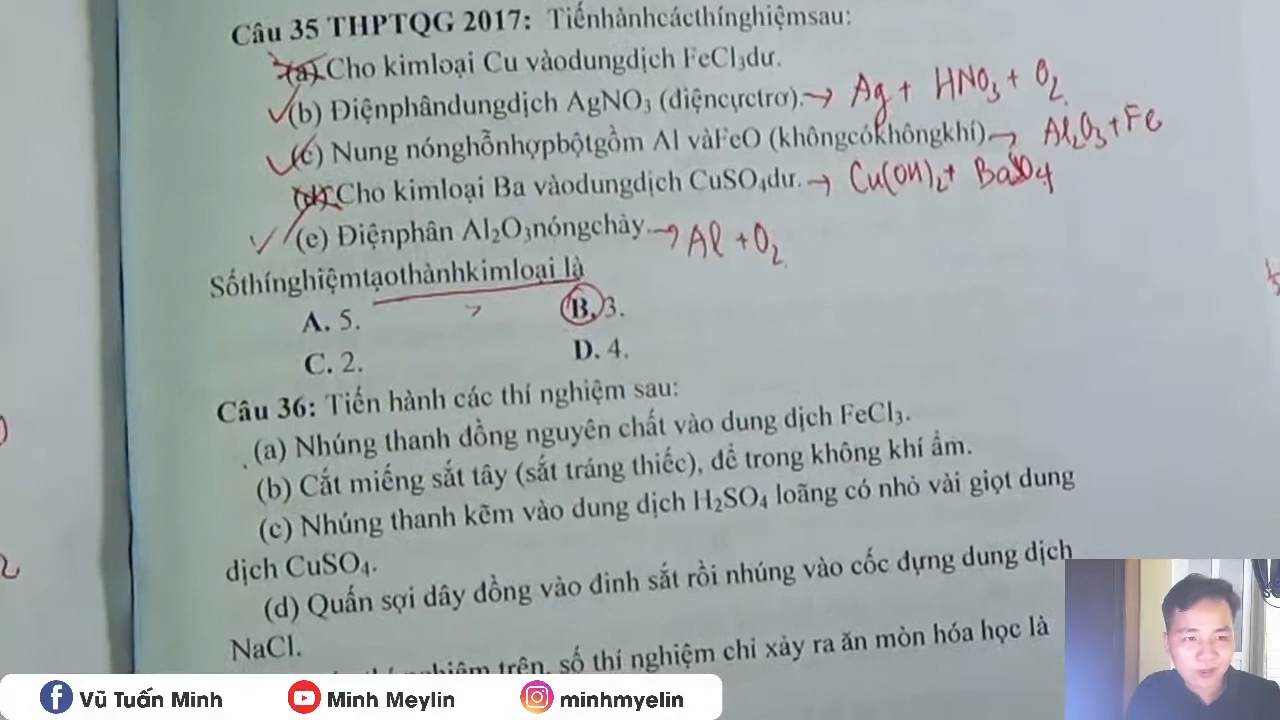 Câu 35 THPTQG 2017: Tiếnhànhcácthínghiệmsau:
(a) Cho kimloại Cu vàodungdịch FeCl₃dư.
(b) Điệnphândungdịch AgNO₃ (điệncựctrơ). → Ag + HNO₃ + O₂
(c) Nung nónghỗnhợpbộtgồm Al vàFeO (khôngcókhôngkhí) → Al₂O₃ + Fe
(d) Cho kimloại Ba vàodungdịch CuSO₄dư. → Cu(OH)₂ + BaSO₄
(e) Điệnphân Al₂O₃nóngchảy. → Al + O₂
Sốthínghiệmtạothànhkimloại là
A. 5. B. 3.
C. 2. D. 4.
Câu 36: Tiến hành các thí nghiệm sau:
(a) Nhúng thanh đồng nguyên chất vào dung dịch FeCl₃.
(b) Cắt miếng sắt tây (sắt tráng thiếc), để trong không khí ẩm.
(c) Nhúng thanh kẽm vào dung dịch H₂SO₄ loãng có nhỏ vài giọt dung
dịch CuSO₄.
(d) Quấn sợi dây đồng vào đinh sắt rồi nhúng vào cốc đựng dung dịch
NaCl.
nghiệm trên, số thí nghiệm chỉ xảy ra ăn mòn hóa học là
Vũ Tuấn Minh Minh Meylin minhmyelin